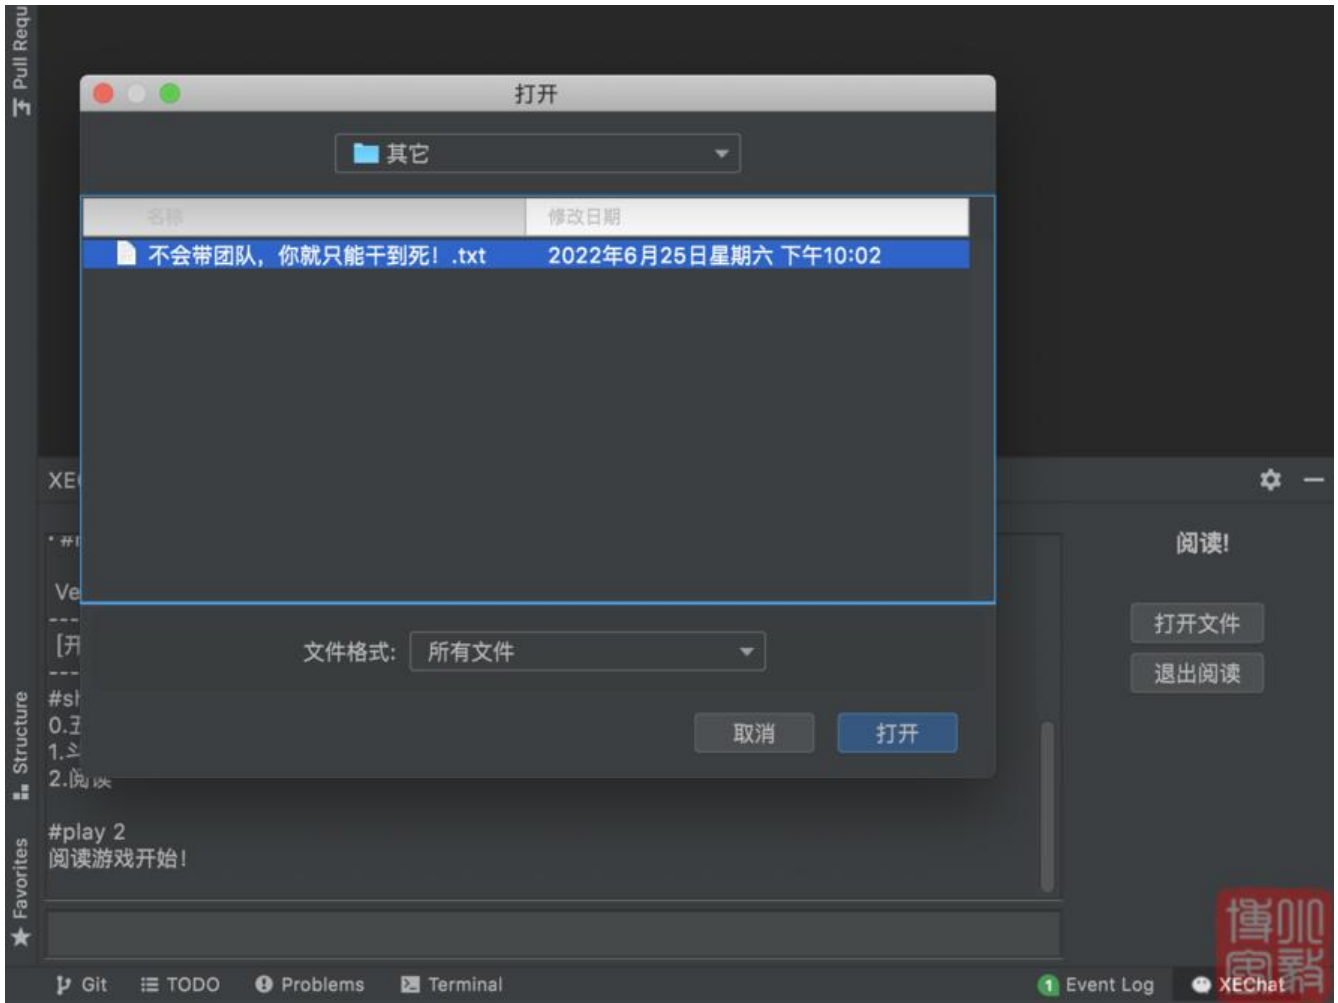 Pull Requ
打开
其它
名称 修改日期
不会带团队，你就只能干到死！.txt 2022年6月25日星期六 下午10:02
文件格式: 所有文件
取消 打开
阅读!
打开文件
退出阅读
#play 2
阅读游戏开始!
2.阅读
Structure
Favorites
Git TODO Problems Terminal 1 Event Log XEChat